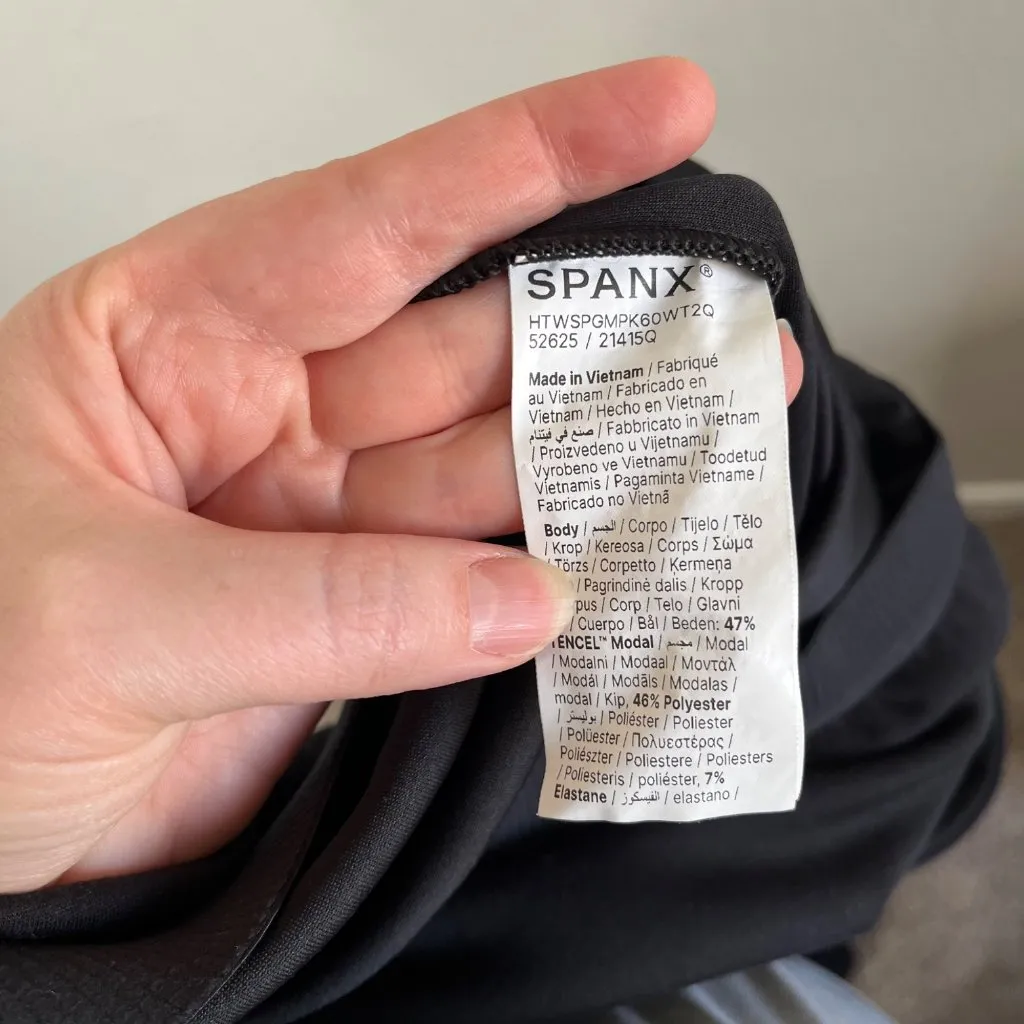 SPANX®
HTWSPGMPK60WT2Q
52625 / 21415Q
Made in Vietnam / Fabriqué
au Vietnam / Fabricado en
Vietnam / Hecho en Vietnam /
صنع في فيتنام / Fabbricato in Vietnam
/ Proizvedeno u Vijetnamu /
Vyrobeno ve Vietnamu / Toodetud
Vietnamis / Pagaminta Vietname /
Fabricado no Vietnã
Body / الجسم / Corpo / Tijelo / Tělo
/ Krop / Kereosa / Corps / Σώμα
/ Törzs / Corpetto / Ķermeņa
/ Pagrindinė dalis / Kropp
/ Corp / Telo / Glavni
/ Cuerpo / Bål / Beden: 47%
TENCEL™ Modal / / Modal
/ Modalni / Modaal / Μοντάλ
/ Modál / Modāls / Modalas /
modal / Kip, 46% Polyester
/ بوليستر / Poliéster / Poliester
/ Polüester / Πολυεστέρας /
Poliészter / Poliestere / Poliesters
/ Poliesteris / poliéster, 7%
Elastane / / elastano /